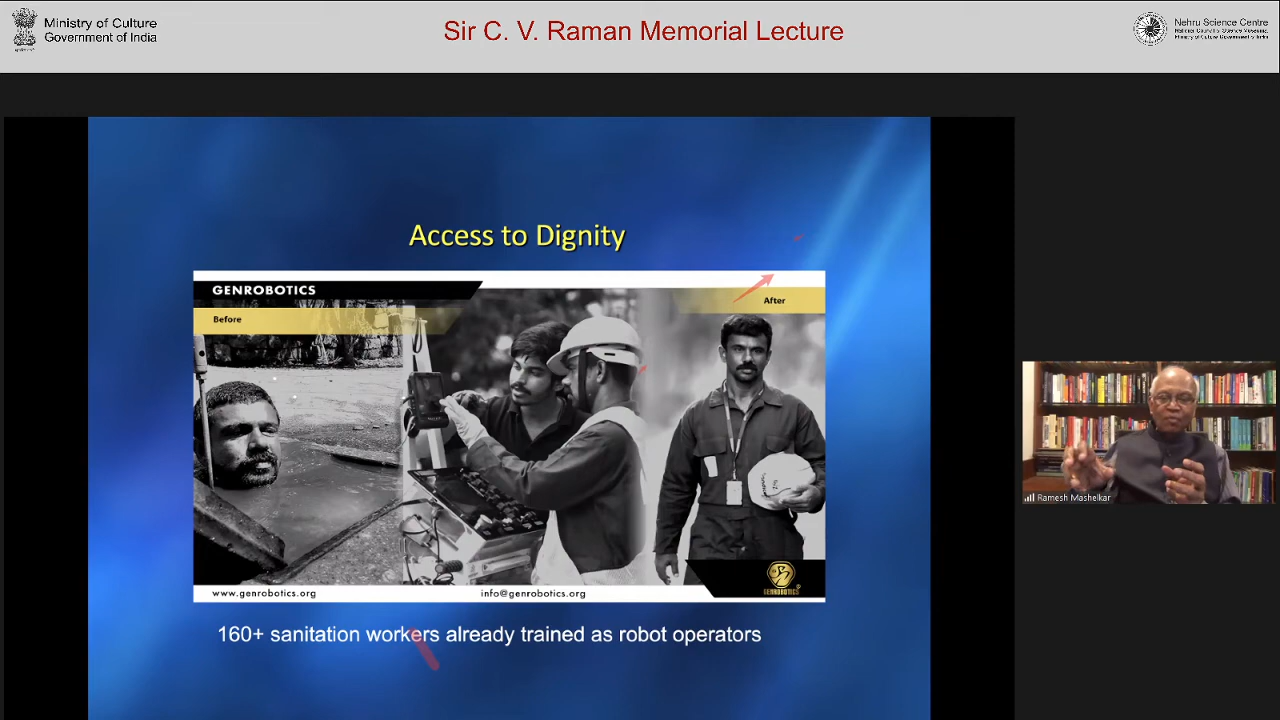 Ministry of Culture
Government of India
Sir C. V. Raman Memorial Lecture
Nehru Science Centre
National Council of Science Museums,
Ministry of Culture, Government of India
Access to Dignity
GENROBOTICS
Before
After
www.genrobotics.org
info@genrobotics.org
GENROBOTICS
160+ sanitation workers already trained as robot operators
Ramesh Mashelkar